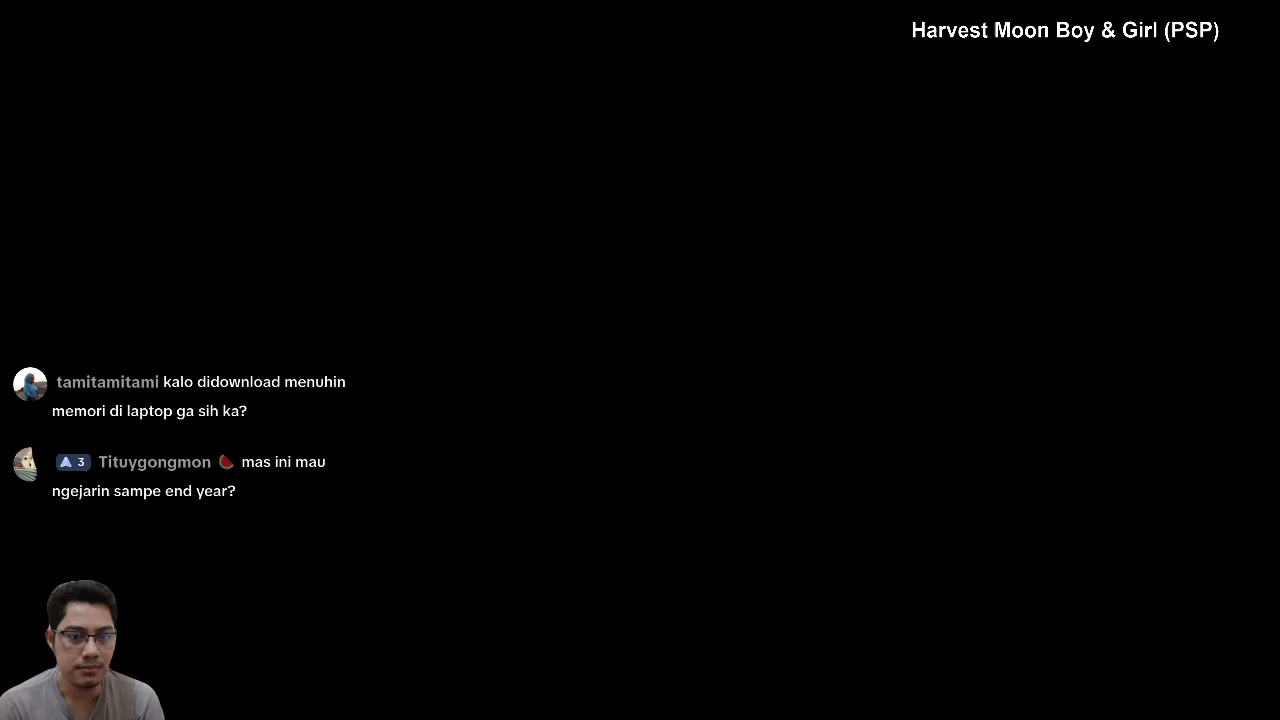 Harvest Moon Boy & Girl (PSP)
tamitamitami kalo didownload menuhin
memori di laptop ga sih ka?
3 Tituygongmon 🍉 mas ini mau
ngejarin sampe end year?